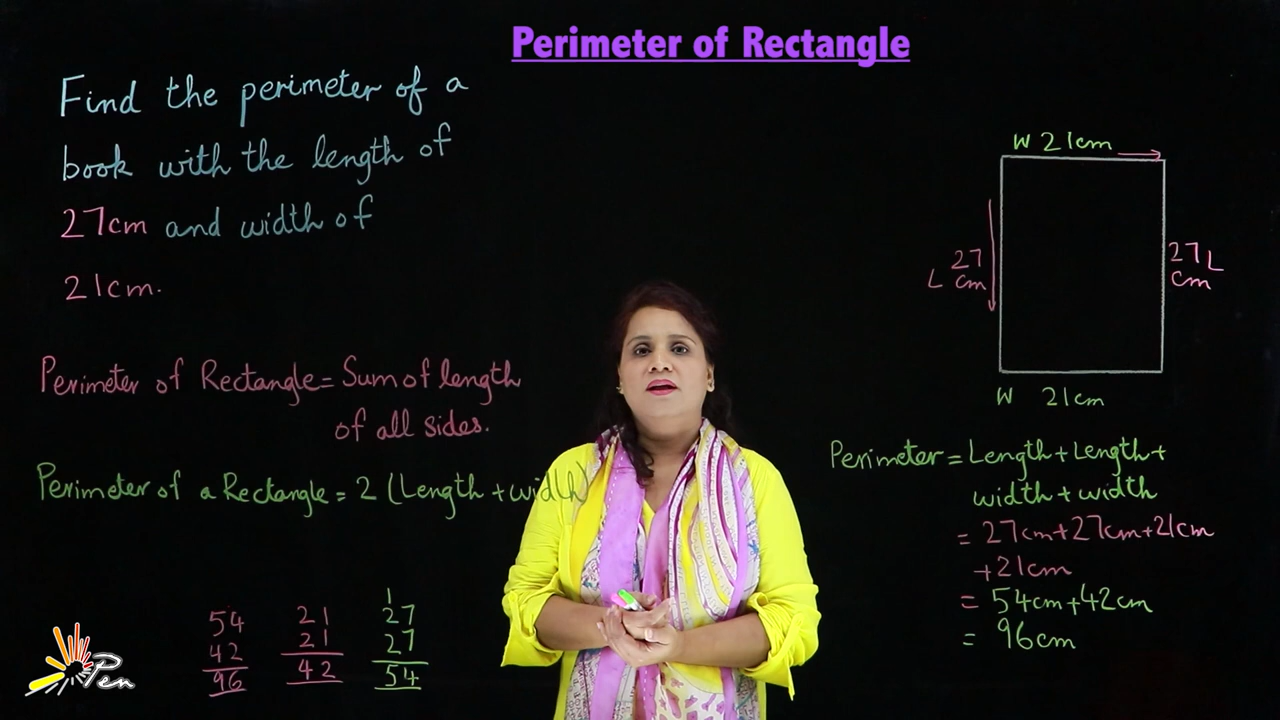 Perimeter of Rectangle
Find the perimeter of a
book with the length of
27cm and width of
21cm.
Perimeter of Rectangle = Sum of length
of all sides.
Perimeter of a Rectangle = 2 (Length + width)
54
42
96
21
21
42
1
27
27
54
W 21cm
L 27
cm
27 L
cm
W 21cm
Perimeter = Length + Length +
width + width
= 27cm + 27cm + 21cm
+ 21cm
= 54cm + 42cm
= 96cm
Pen